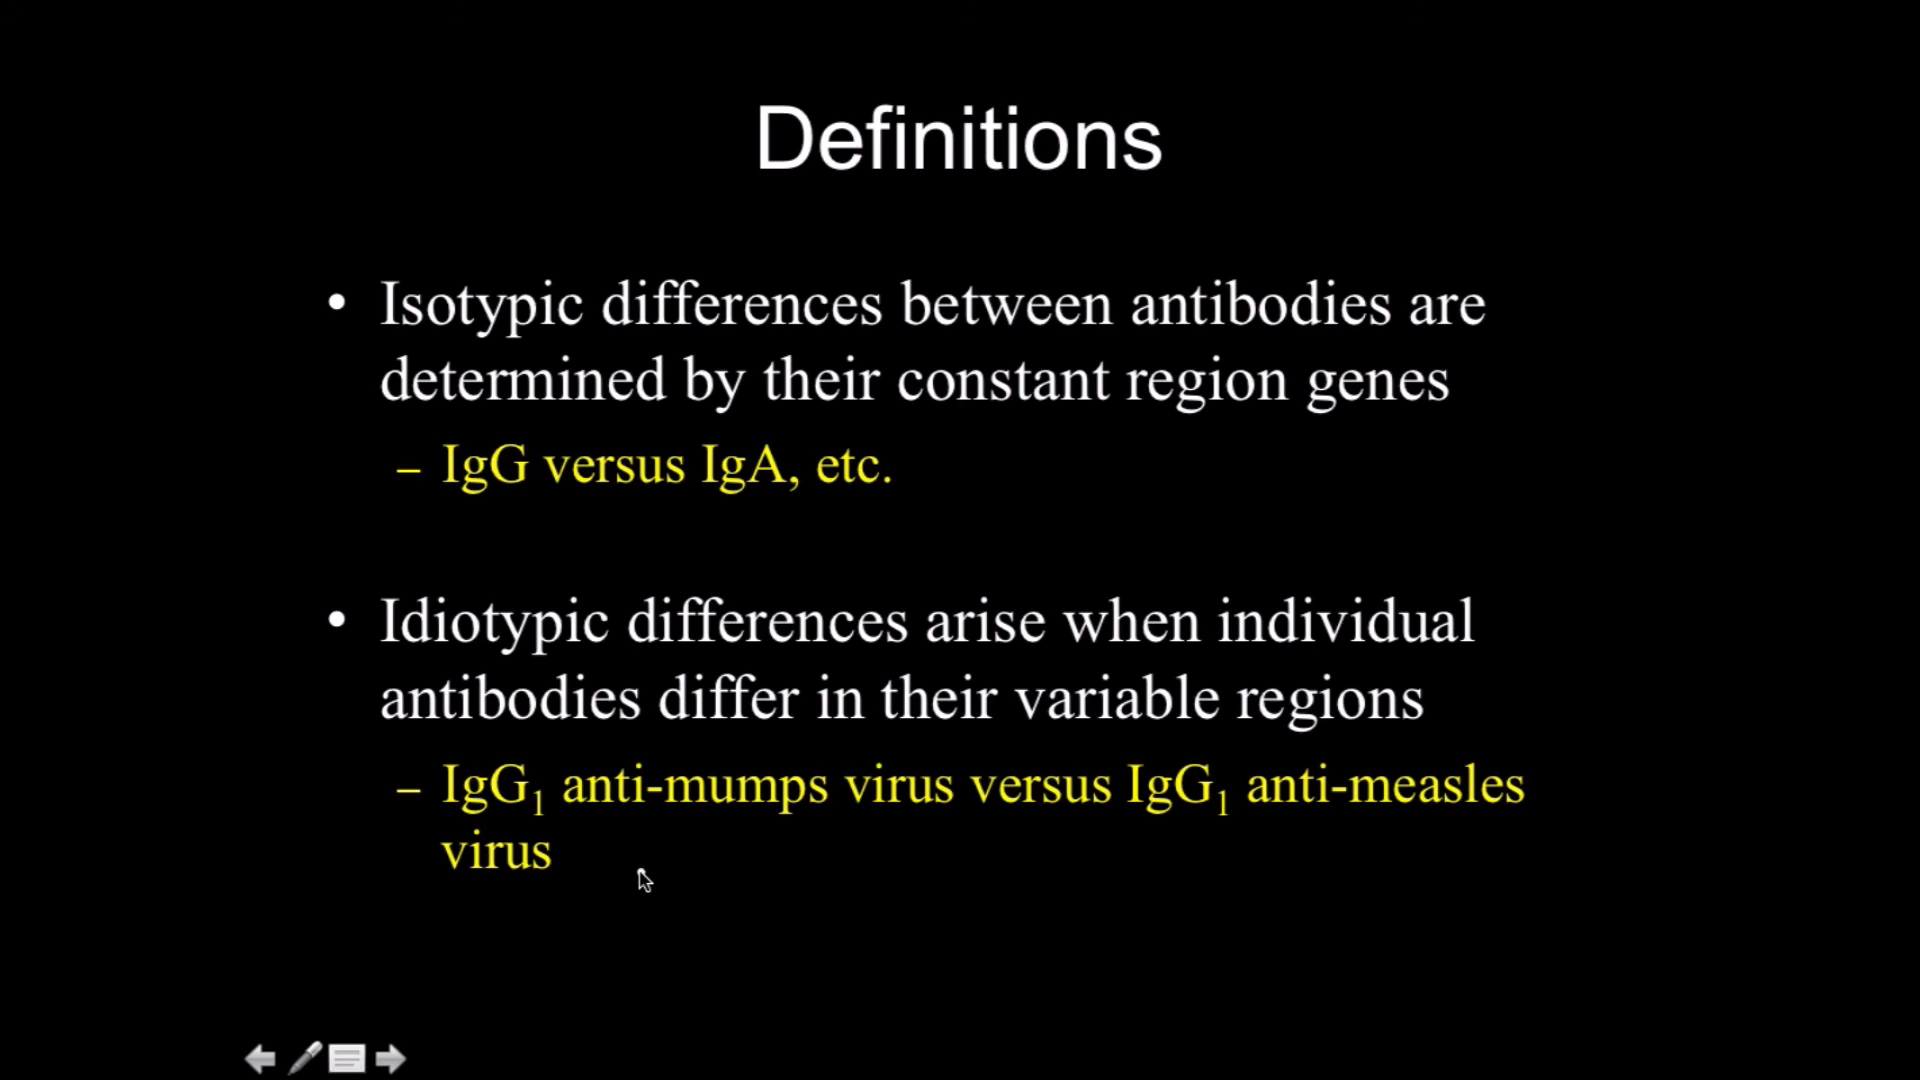 Definitions
• Isotypic differences between antibodies are
determined by their constant region genes
– IgG versus IgA, etc.
• Idiotypic differences arise when individual
antibodies differ in their variable regions
– IgG₁ anti-mumps virus versus IgG₁ anti-measles
virus